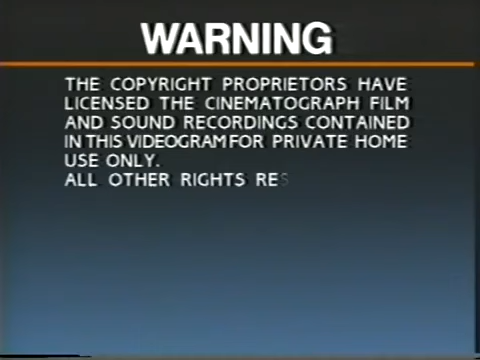 WARNING
THE COPYRIGHT PROPRIETORS HAVE
LICENSED THE CINEMATOGRAPH FILM
AND SOUND RECORDINGS CONTAINED
IN THIS VIDEOGRAM FOR PRIVATE HOME
USE ONLY.
ALL OTHER RIGHTS RES